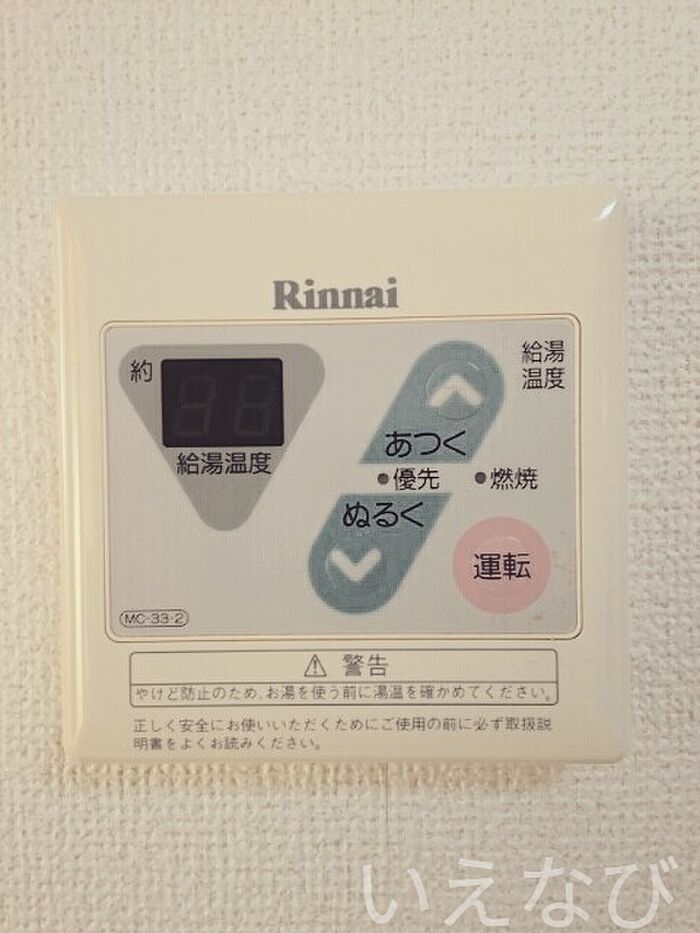 Rinnai
約
給湯温度
給湯
温度
あつく
優先
燃焼
ぬるく
運転
MC-33-2
⚠ 警告
やけど防止のため、お湯を使う前に湯温を確かめてください。
正しく安全にお使いいただくためにご使用の前に必ず取扱説
明書をよくお読みください。
いえなび